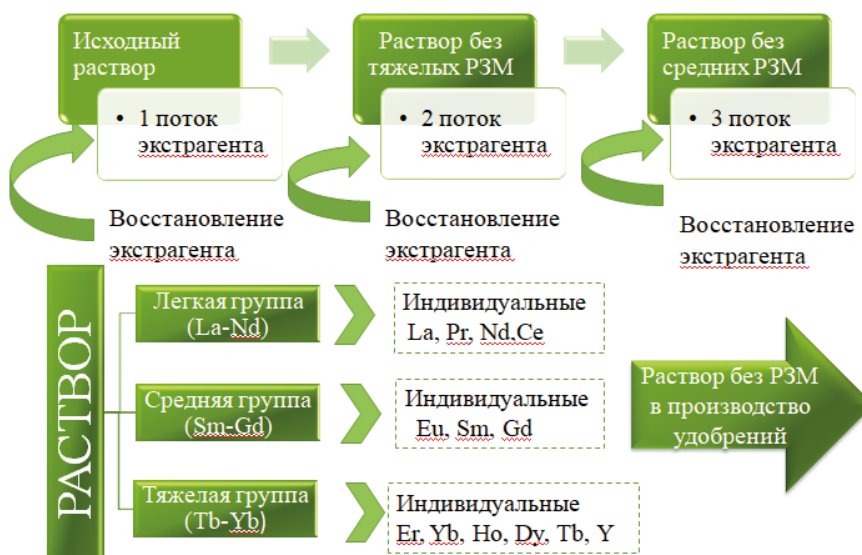 Исходный
раствор
• 1 поток
экстрагента
Раствор без
тяжелых РЗМ
• 2 поток
экстрагента
Раствор без
средних РЗМ
• 3 поток
экстрагента
Восстановление
экстрагента
Восстановление
экстрагента
Восстановление
экстрагента
РАСТВОР
Легкая группа
(La-Nd)
Индивидуальные
La, Pr, Nd,Ce
Средняя группа
(Sm-Gd)
Индивидуальные
Eu, Sm, Gd
Тяжелая группа
(Tb-Yb)
Индивидуальные
Er, Yb, Ho, Dy, Tb, Y
Раствор без РЗМ
в производство
удобрений